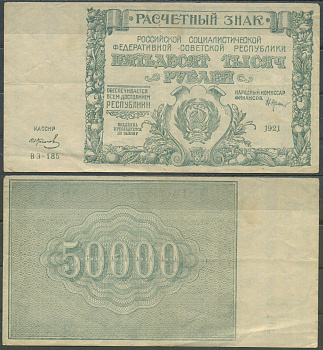 РАСЧЕТНЫЙ ЗНАК
РОССИЙСКОЙ СОЦИАЛИСТИЧЕСКОЙ
ФЕДЕРАТИВНОЙ СОВЕТСКОЙ РЕСПУБЛИКИ
ПЯТЬДЕСЯТ ТЫСЯЧ
РУБЛЕЙ
ОБЕСПЕЧИВАЕТСЯ
ВСЕМ ДОСТОЯНИЕМ
РЕСПУБЛИКИ
НАРОДНЫЙ КОМИССАР
ФИНАНСОВ
1921
КАССИР
ВЭ-185
50000